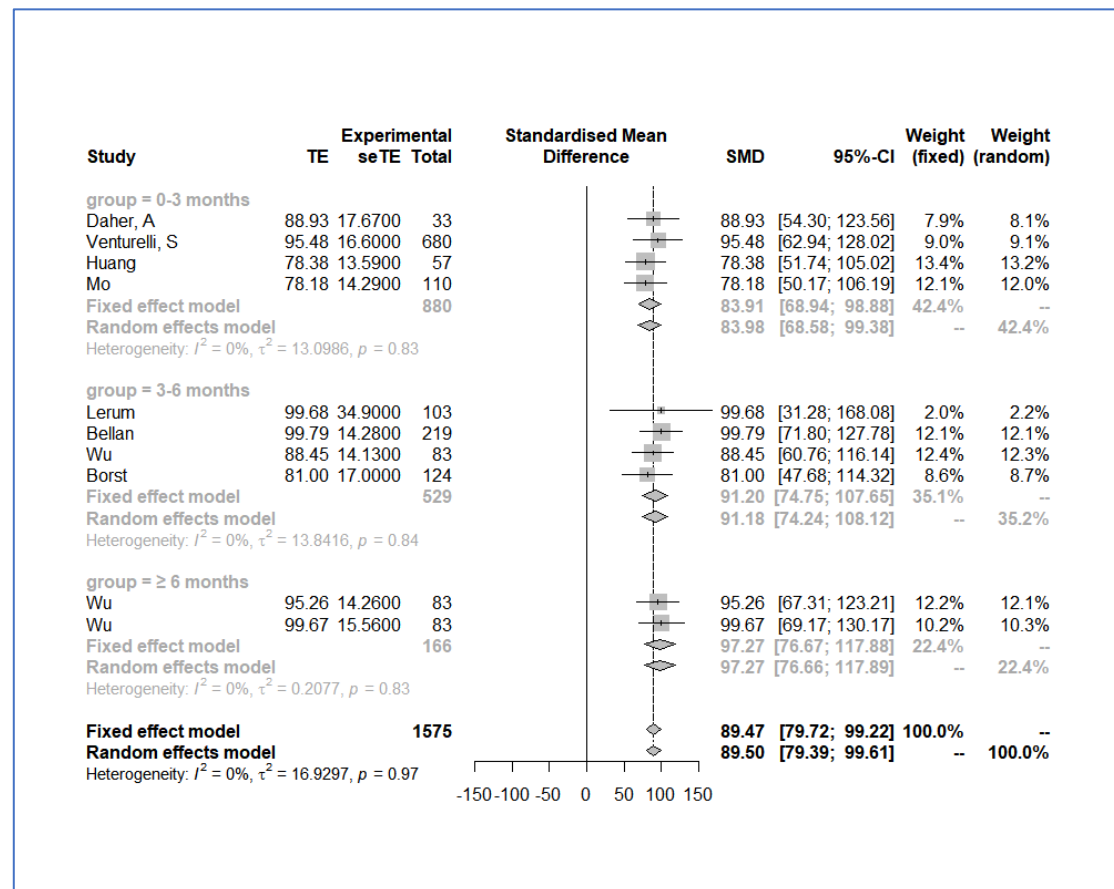 Experimental Standardised Mean Weight Weight
Study TE seTE Total Difference SMD 95%-CI (fixed) (random)
group = 0-3 months
Daher, A 88.93 17.6700 33 88.93 [54.30; 123.56] 7.9% 8.1%
Venturelli, S 95.48 16.6000 680 95.48 [62.94; 128.02] 9.0% 9.1%
Huang 78.38 13.5900 57 78.38 [51.74; 105.02] 13.4% 13.2%
Mo 78.18 14.2900 110 78.18 [50.17; 106.19] 12.1% 12.0%
Fixed effect model 880 83.91 [68.94; 98.88] 42.4% --
Random effects model 83.98 [68.58; 99.38] -- 42.4%
Heterogeneity: I² = 0%, τ² = 13.0986, p = 0.83
group = 3-6 months
Lerum 99.68 34.9000 103 99.68 [31.28; 168.08] 2.0% 2.2%
Bellan 99.79 14.2800 219 99.79 [71.80; 127.78] 12.1% 12.1%
Wu 88.45 14.1300 83 88.45 [60.76; 116.14] 12.4% 12.3%
Borst 81.00 17.0000 124 81.00 [47.68; 114.32] 8.6% 8.7%
Fixed effect model 529 91.20 [74.75; 107.65] 35.1% --
Random effects model 91.18 [74.24; 108.12] -- 35.2%
Heterogeneity: I² = 0%, τ² = 13.8416, p = 0.84
group = ≥ 6 months
Wu 95.26 14.2600 83 95.26 [67.31; 123.21] 12.2% 12.1%
Wu 99.67 15.5600 83 99.67 [69.17; 130.17] 10.2% 10.3%
Fixed effect model 166 97.27 [76.67; 117.88] 22.4% --
Random effects model 97.27 [76.66; 117.89] -- 22.4%
Heterogeneity: I² = 0%, τ² = 0.2077, p = 0.83
Fixed effect model 1575 89.47 [79.72; 99.22] 100.0% --
Random effects model 89.50 [79.39; 99.61] -- 100.0%
Heterogeneity: I² = 0%, τ² = 16.9297, p = 0.97
-150 -100 -50 0 50 100 150